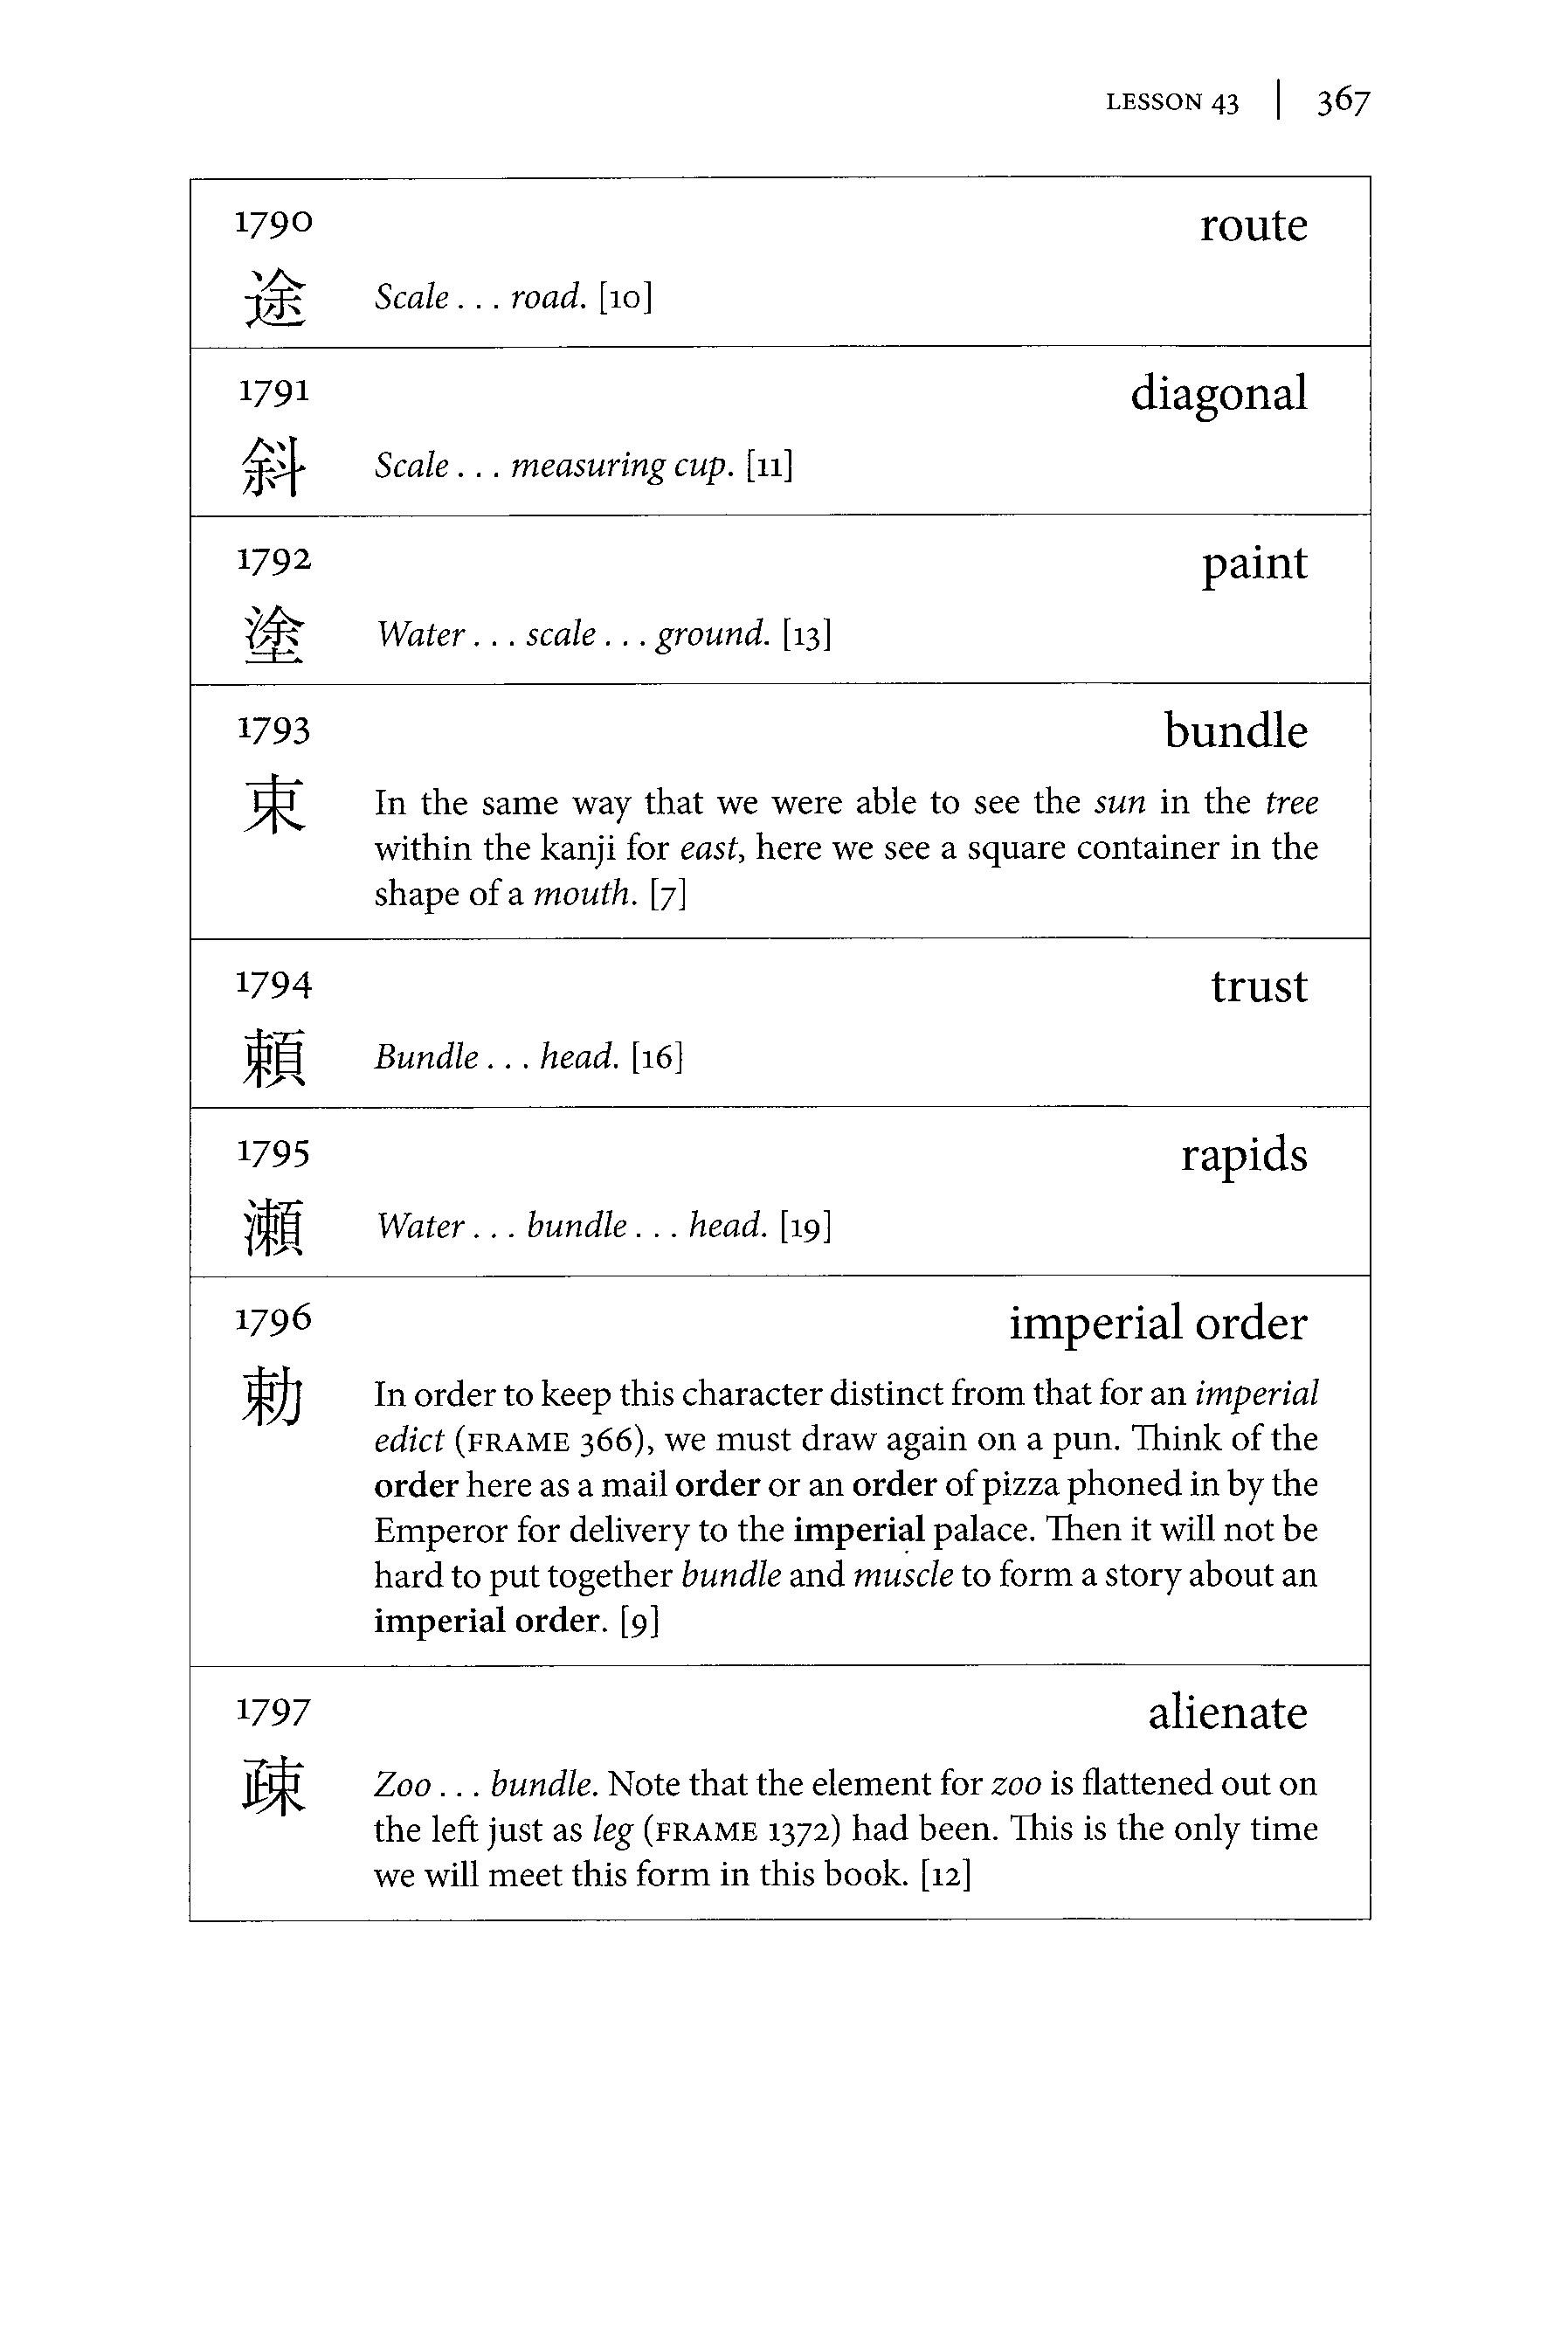 LESSON 43 | 367
1790
route
途
Scale . . . road. [10]
1791
diagonal
斜
Scale . . . measuring cup. [11]
1792
paint
塗
Water . . . scale . . . ground. [13]
1793
bundle
束
In the same way that we were able to see the sun in the tree
within the kanji for east, here we see a square container in the
shape of a mouth. [7]
1794
trust
頼
Bundle . . . head. [16]
1795
rapids
瀬
Water . . . bundle . . . head. [19]
1796
imperial order
勅
In order to keep this character distinct from that for an imperial
edict (FRAME 366), we must draw again on a pun. Think of the
order here as a mail order or an order of pizza phoned in by the
Emperor for delivery to the imperial palace. Then it will not be
hard to put together bundle and muscle to form a story about an
imperial order. [9]
1797
alienate
疎
Zoo . . . bundle. Note that the element for zoo is flattened out on
the left just as leg (FRAME 1372) had been. This is the only time
we will meet this form in this book. [12]